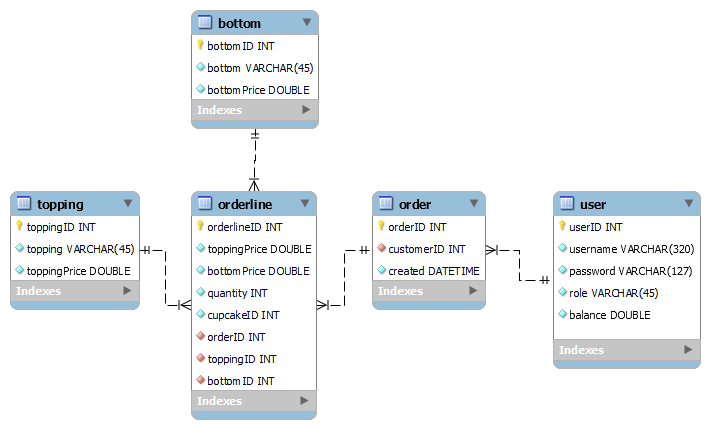 bottom
bottomID INT
bottom VARCHAR(45)
bottomPrice DOUBLE
Indexes
topping
toppingID INT
topping VARCHAR(45)
toppingPrice DOUBLE
Indexes
orderline
orderlineID INT
toppingPrice DOUBLE
bottomPrice DOUBLE
quantity INT
cupcakeID INT
orderID INT
toppingID INT
bottomID INT
Indexes
order
orderID INT
customerID INT
created DATETIME
Indexes
user
userID INT
username VARCHAR(320)
password VARCHAR(127)
role VARCHAR(45)
balance DOUBLE
Indexes